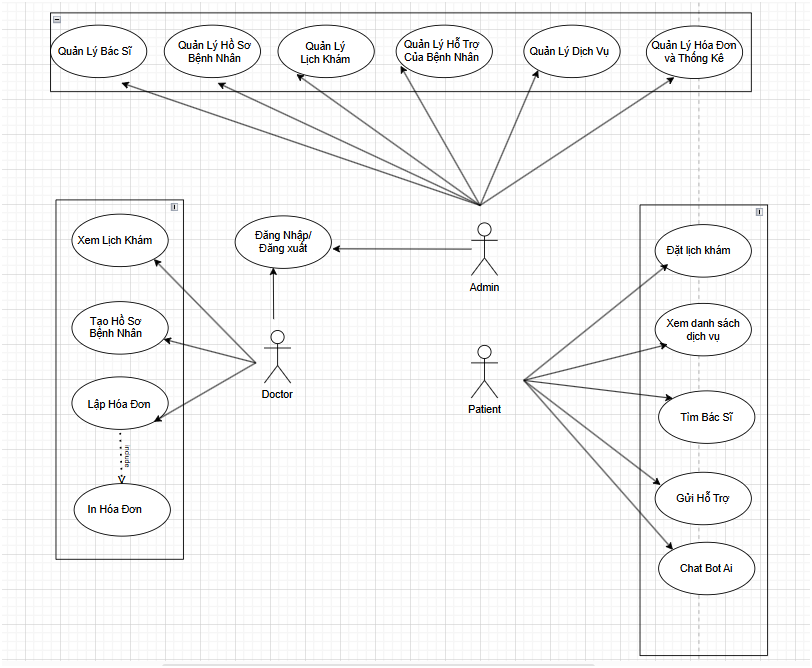 Quản Lý Bác Sĩ
Quản Lý Hồ Sơ
Bệnh Nhân
Quản Lý
Lịch Khám
Quản Lý Hỗ Trợ
Của Bệnh Nhân
Quản Lý Dịch Vụ
Quản Lý Hóa Đơn
và Thống Kê
Xem Lịch Khám
Tạo Hồ Sơ
Bệnh Nhân
Lập Hóa Đơn
include
In Hóa Đơn
Đăng Nhập/
Đăng xuất
Doctor
Admin
Patient
Đặt lịch khám
Xem danh sách
dịch vụ
Tìm Bác Sĩ
Gửi Hỗ Trợ
Chat Bot Ai